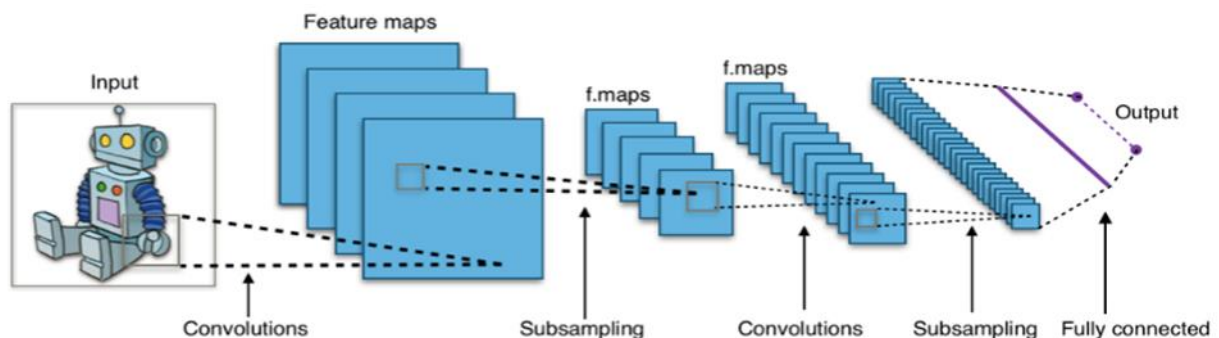 Feature maps
Input
f.maps
f.maps
Output
Convolutions
Subsampling
Convolutions
Subsampling
Fully connected